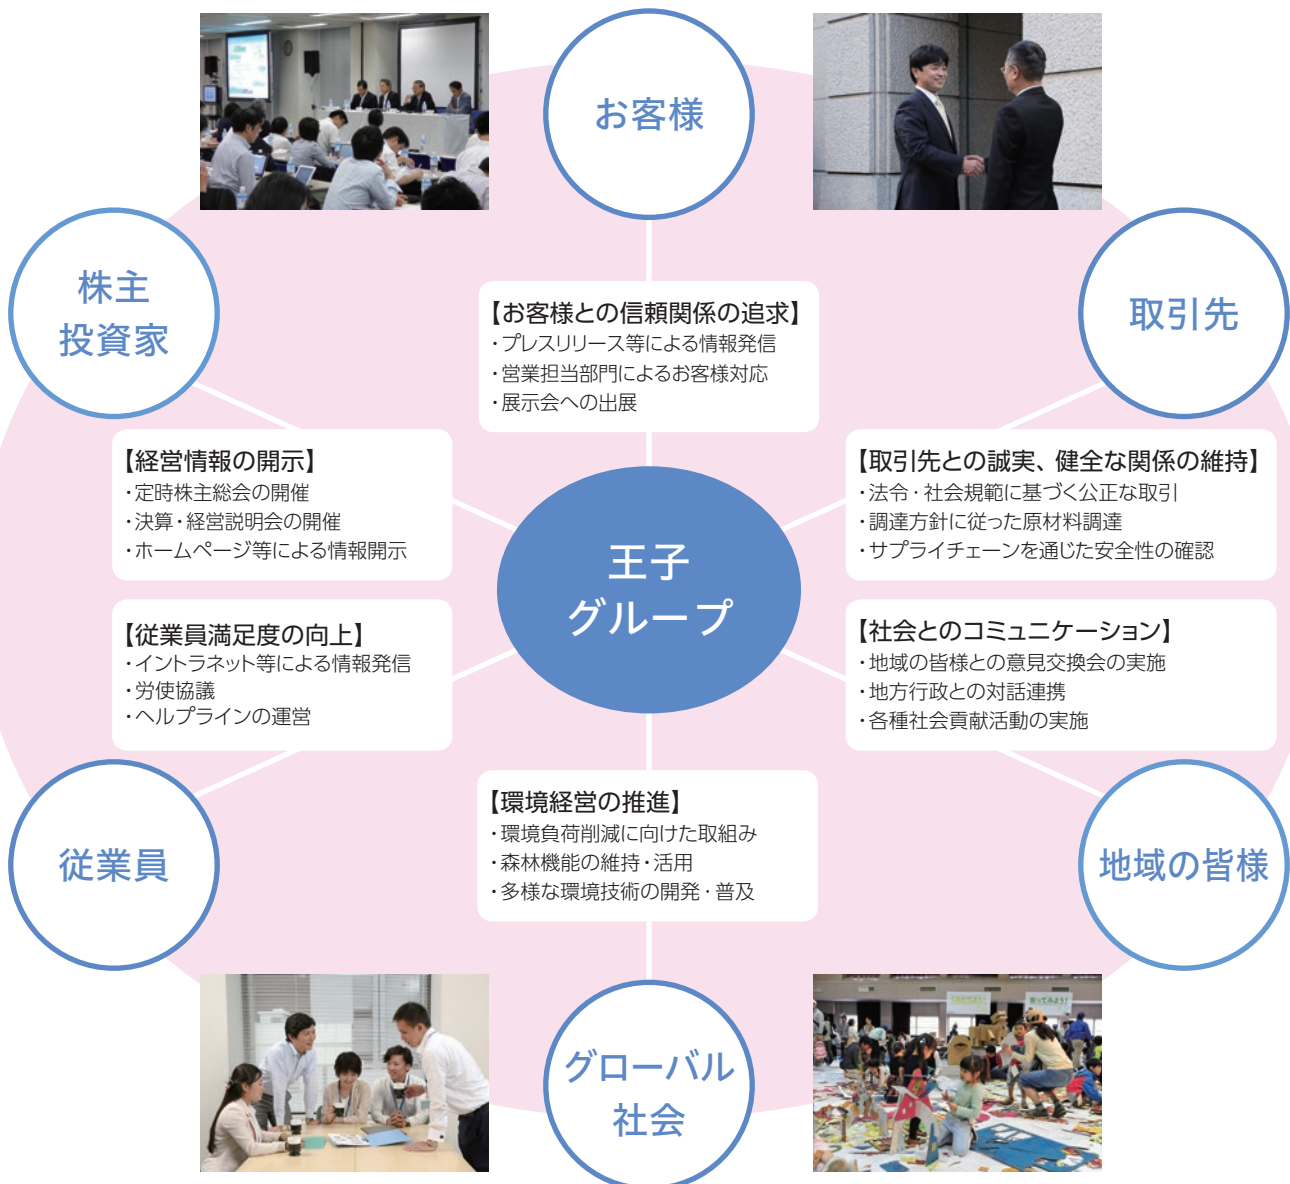 お客様
株主
投資家
取引先
【お客様との信頼関係の追求】
・プレスリリース等による情報発信
・営業担当部門によるお客様対応
・展示会への出展
【経営情報の開示】
・定時株主総会の開催
・決算・経営説明会の開催
・ホームページ等による情報開示
【取引先との誠実、健全な関係の維持】
・法令・社会規範に基づく公正な取引
・調達方針に従った原材料調達
・サプライチェーンを通じた安全性の確認
王子
グループ
【従業員満足度の向上】
・イントラネット等による情報発信
・労使協議
・ヘルプラインの運営
【社会とのコミュニケーション】
・地域の皆様との意見交換会の実施
・地方行政との対話連携
・各種社会貢献活動の実施
【環境経営の推進】
・環境負荷削減に向けた取組み
・森林機能の維持・活用
・多様な環境技術の開発・普及
従業員
地域の皆様
グローバル
社会